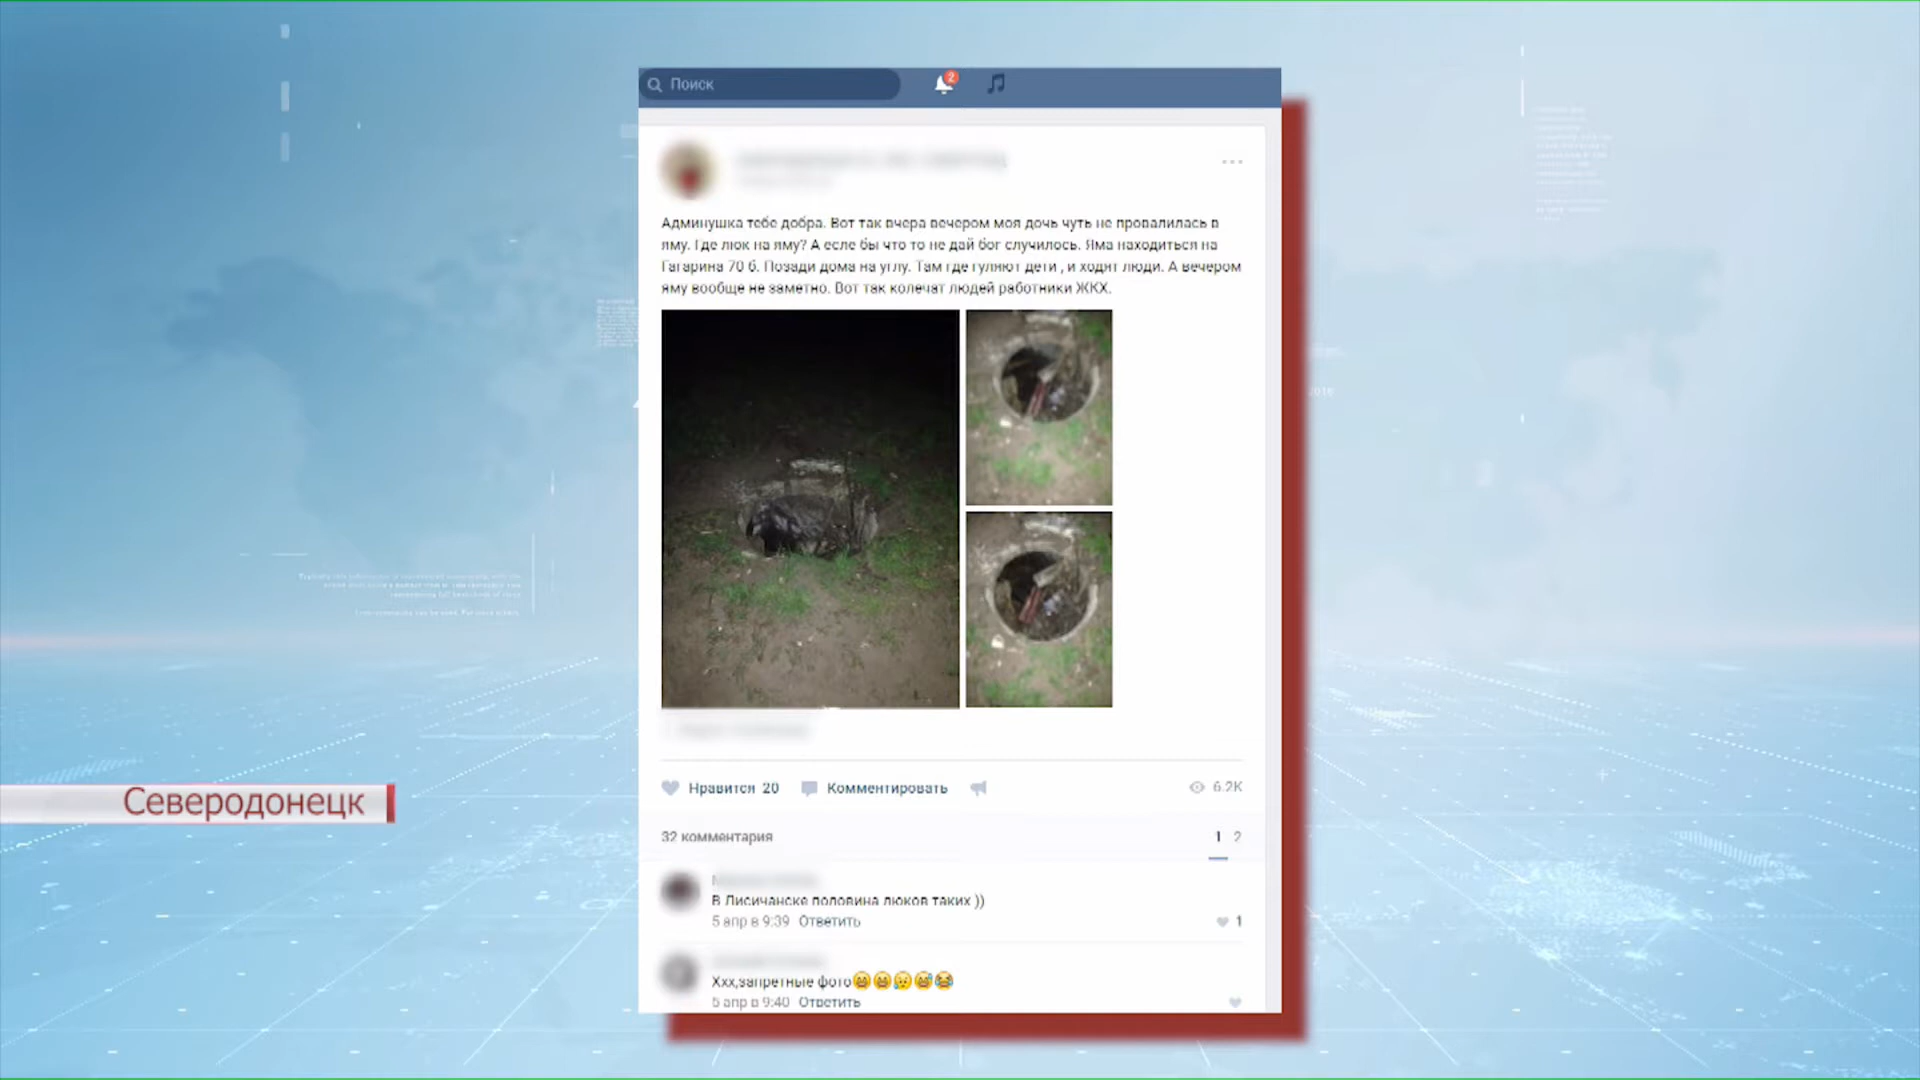 Поиск
2
Админушка тебе добра. Вот так вчера вечером моя дочь чуть не провалилась в
яму. Где люк на яму? А есле бы что то не дай бог случилось. Яма находиться на
Гагарина 70 б. Позади дома на углу. Там где гуляют дети , и ходят люди. А вечером
яму вообще не заметно. Вот так колечат людей работники ЖКХ.
Нравится 20 Комментировать 6.2K
Северодонецк
32 комментария 1 2
В Лисичанске половина люков таких ))
5 апр в 9:39 Ответить 1
Ххх,запретные фото😁😁😥😅😂
5 апр в 9:40 Ответить
2016